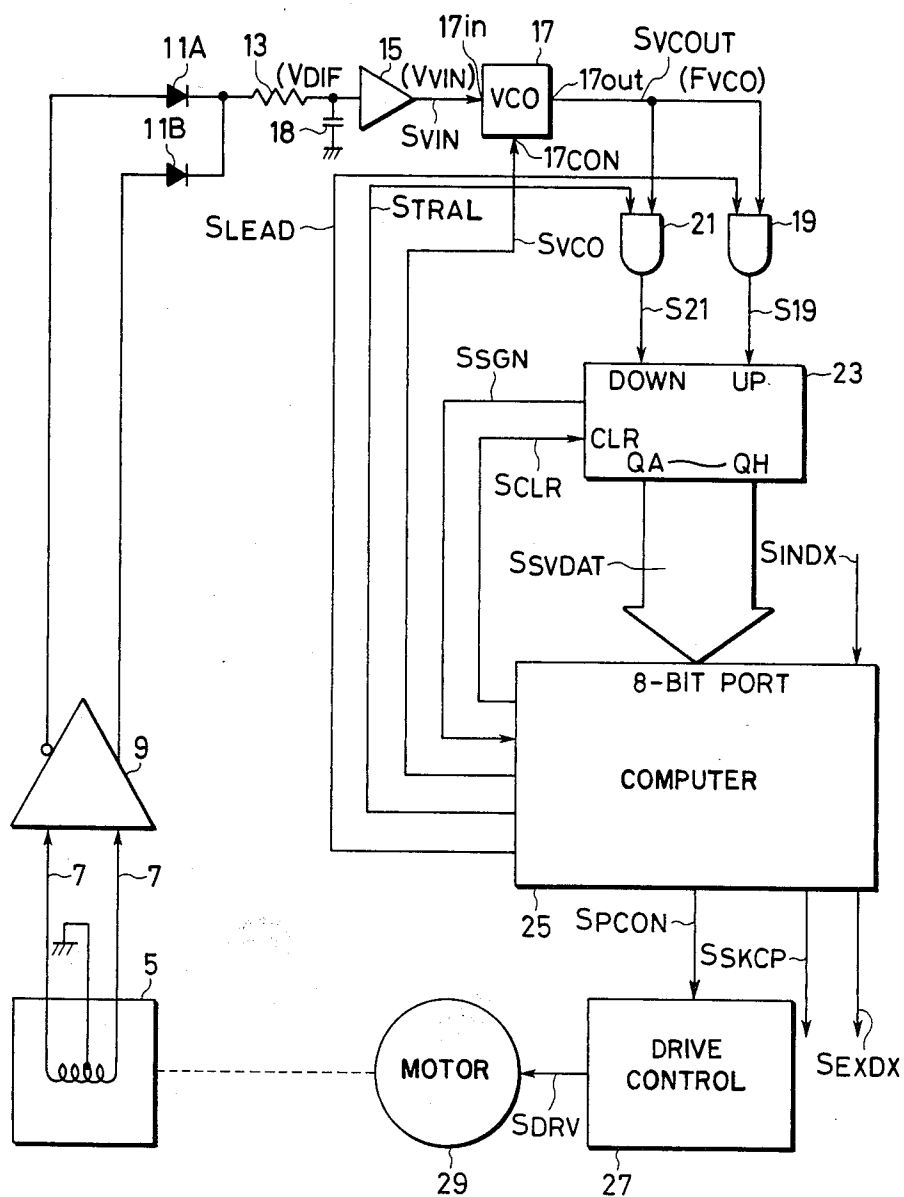 11A
13
(VDIF
15
(VVIN)
17in
17
SVCOUT
17out
(FVCO)
VCO
11B
18
SVIN
17CON
SLEAD
STRAL
SVCO
21
19
S21
S19
SSGN
DOWN UP
23
CLR
SCLR
QA QH
SSVDAT
SINDX
8-BIT PORT
9
COMPUTER
7
7
25
SPCON
SSKCP
5
MOTOR
DRIVE
CONTROL
SEXDX
SDRV
29
27